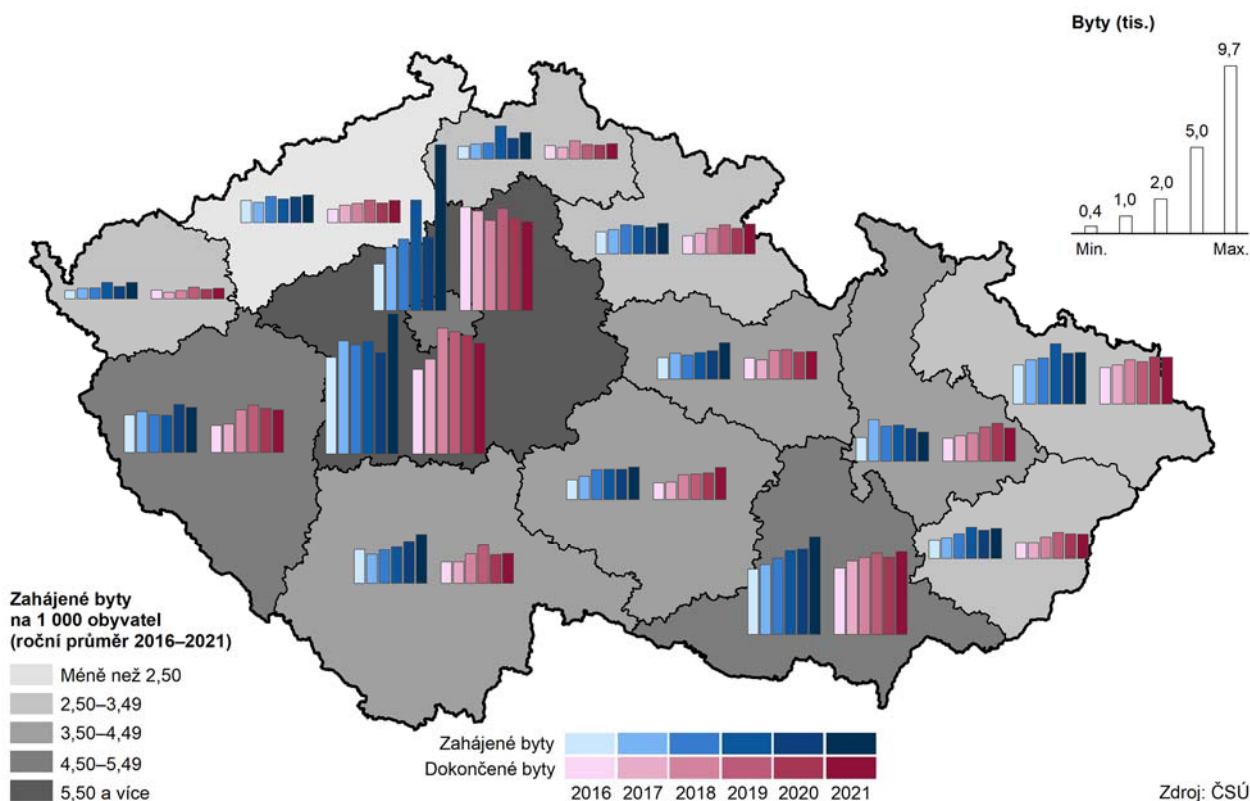 Byty (tis.)
9,7
5,0
2,0
1,0
0,4
Min.
Max.
Zahájené byty
na 1 000 obyvatel
(roční průměr 2016–2021)
Méně než 2,50
2,50–3,49
3,50–4,49
4,50–5,49
5,50 a více
Zahájené byty
Dokončené byty
2016 2017 2018 2019 2020 2021
Zdroj: ČSÚ